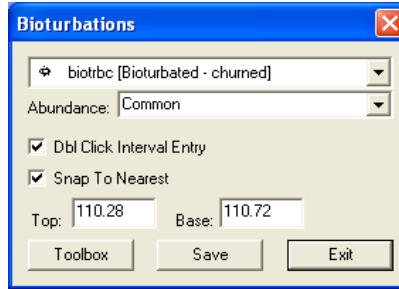 Bioturbations
biotrbc [Bioturbated - churned]
Abundance: Common
Dbl Click Interval Entry
Snap To Nearest
Top: 110.28 Base: 110.72
Toolbox Save Exit